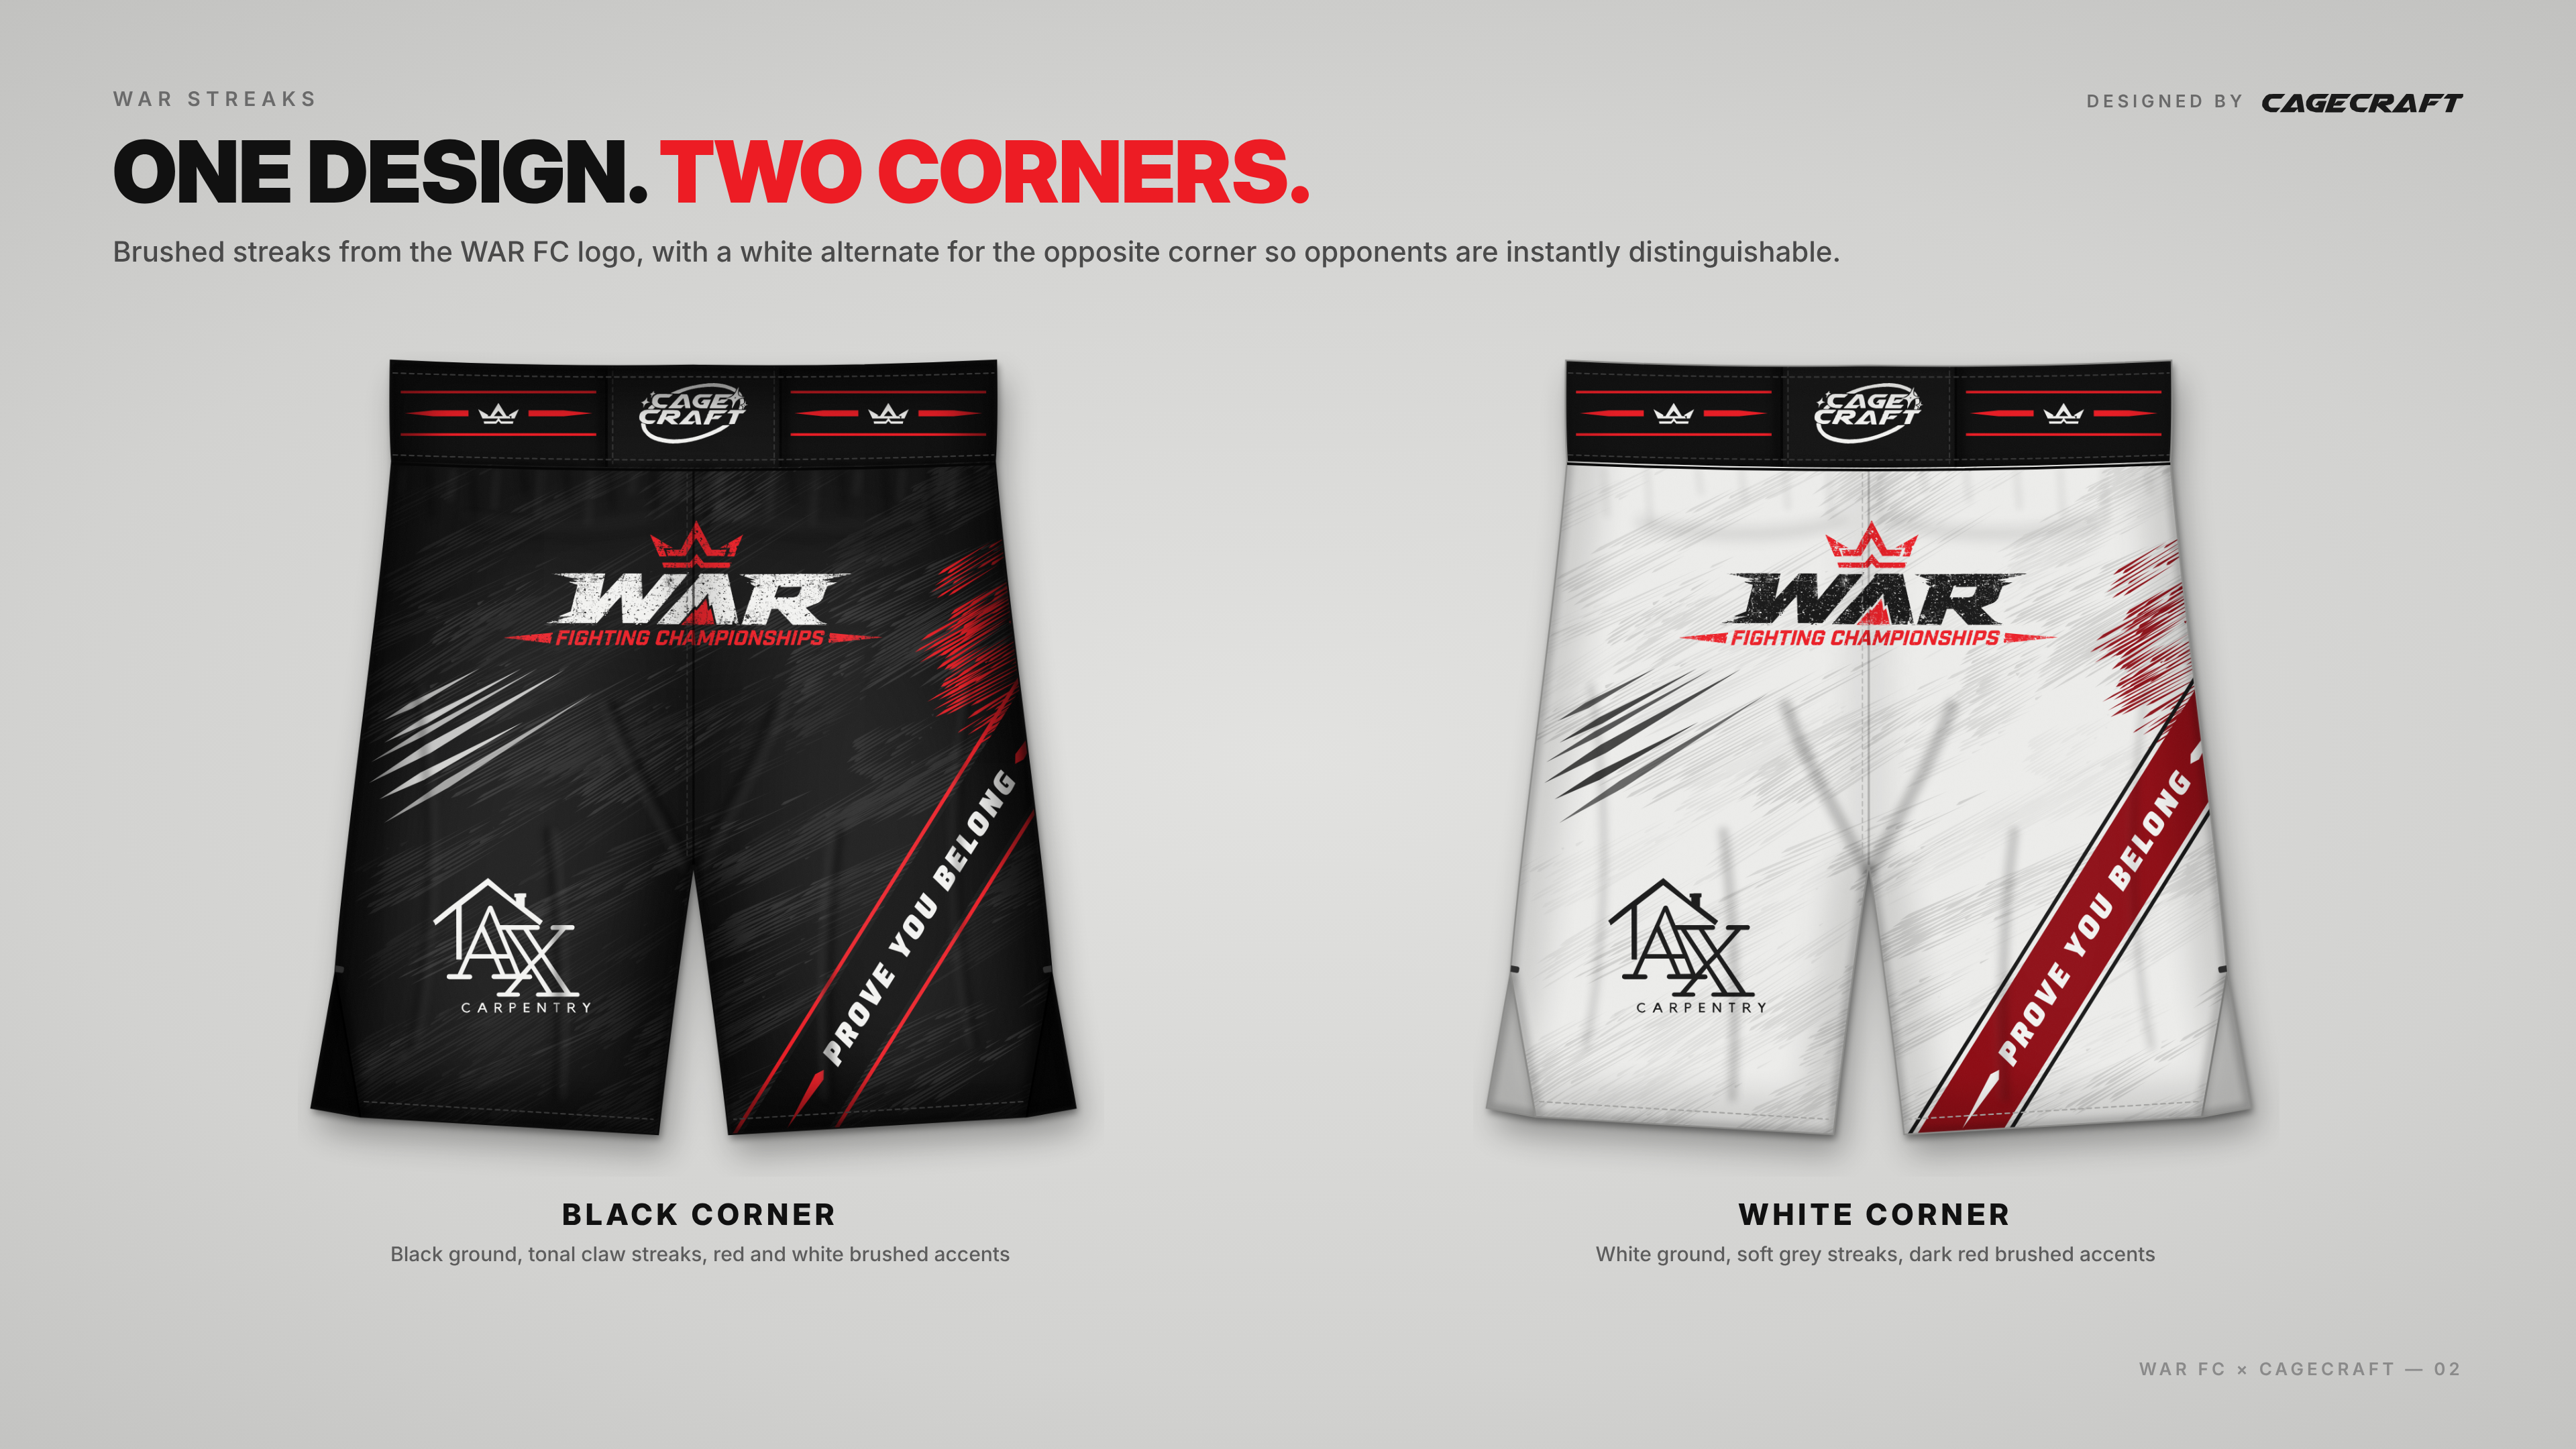 WAR STREAKS
DESIGNED BY CAGECRAFT
ONE DESIGN. TWO CORNERS.
Brushed streaks from the WAR FC logo, with a white alternate for the opposite corner so opponents are instantly distinguishable.
CAGE
CRAFT
WAR
FIGHTING CHAMPIONSHIPS
PROVE YOU BELONG
AX
CARPENTRY
CAGE
CRAFT
WAR
FIGHTING CHAMPIONSHIPS
PROVE YOU BELONG
AX
CARPENTRY
BLACK CORNER
Black ground, tonal claw streaks, red and white brushed accents
WHITE CORNER
White ground, soft grey streaks, dark red brushed accents
WAR FC × CAGECRAFT — 02